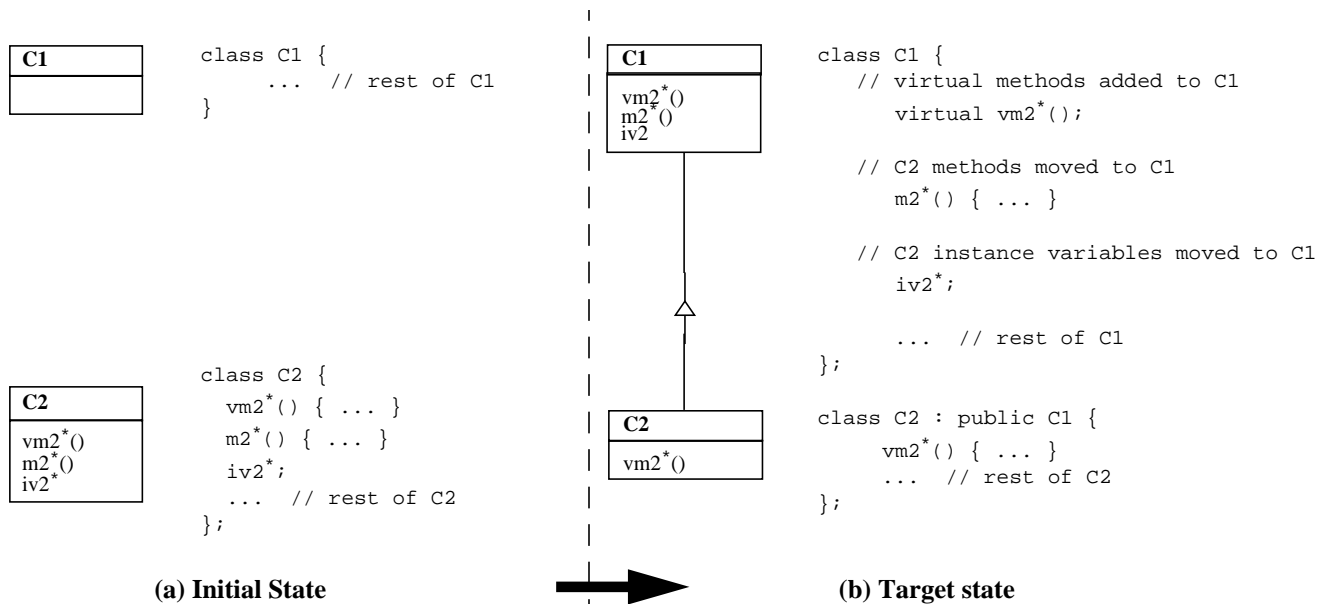 C1
class C1 {
... // rest of C1
}
C2
vm2*()
m2*()
iv2*
class C2 {
vm2*() { ... }
m2*() { ... }
iv2*;
... // rest of C2
};
(a) Initial State
C1
vm2*()
m2*()
iv2
class C1 {
// virtual methods added to C1
virtual vm2*();
// C2 methods moved to C1
m2*() { ... }
// C2 instance variables moved to C1
iv2*;
... // rest of C1
};
C2
vm2*()
class C2 : public C1 {
vm2*() { ... }
... // rest of C2
};
(b) Target state